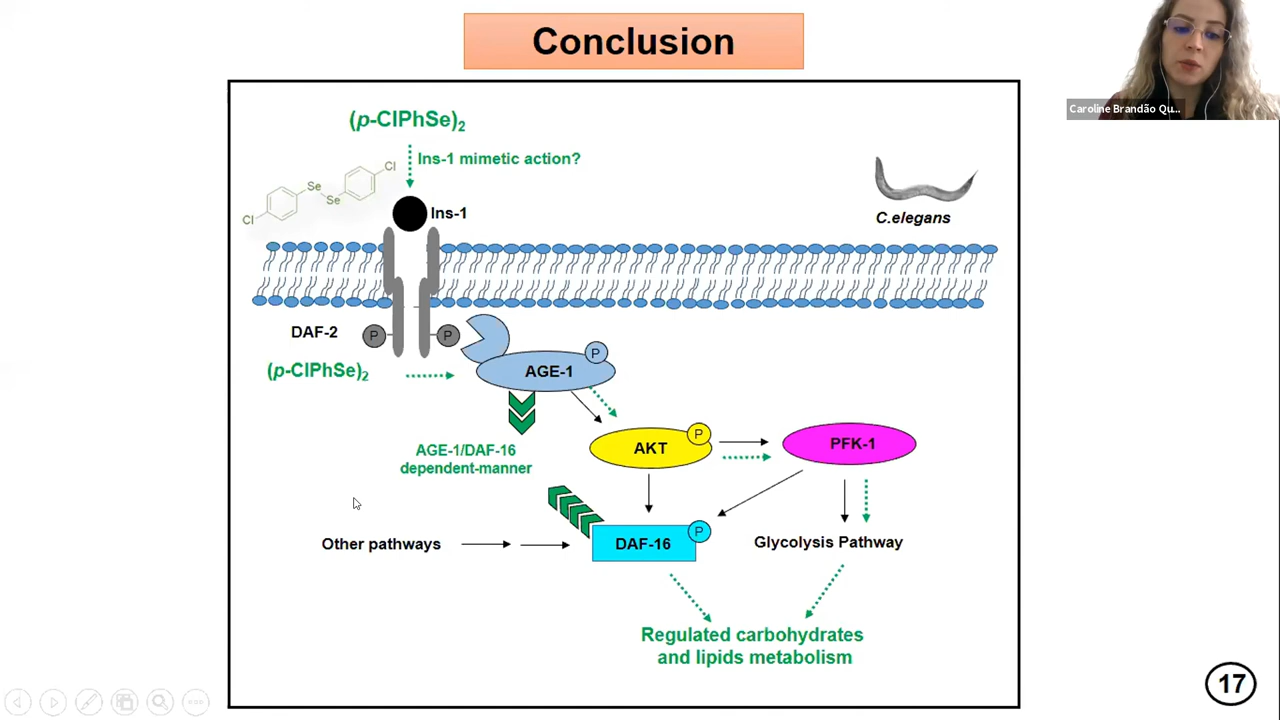 Conclusion
Caroline Brandão Qu...
(p-ClPhSe)2
Ins-1 mimetic action?
Cl
Se
Se
Cl
Ins-1
C.elegans
DAF-2
P
P
P
(p-ClPhSe)2
AGE-1
AGE-1/DAF-16
dependent-manner
P
AKT
PFK-1
Other pathways
P
DAF-16
Glycolysis Pathway
Regulated carbohydrates
and lipids metabolism
17